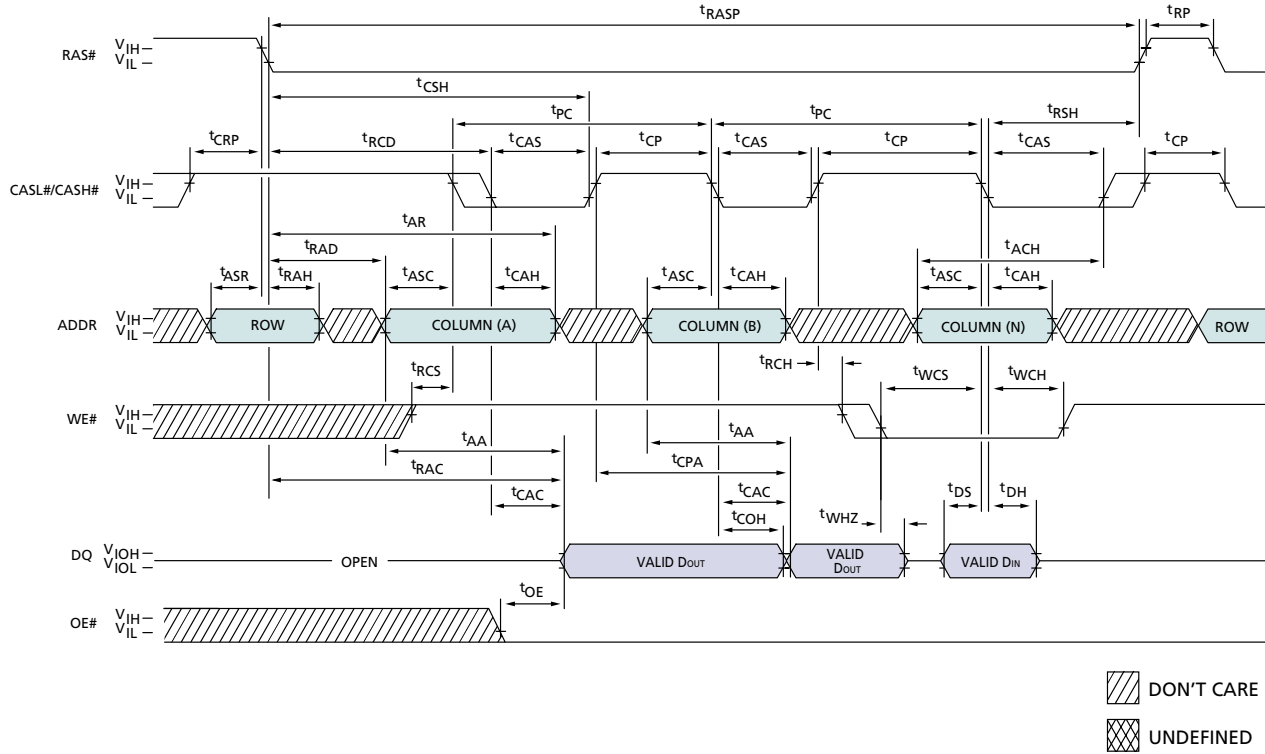 tRASP
tRP
RAS#
VIH
VIL
tCSH
tPC
tPC
tRSH
tCRP
tRCD
tCAS
tCP
tCAS
tCP
tCAS
tCP
CASL#/CASH#
VIH
VIL
tAR
tRAD
tACH
tASR
tRAH
tASC
tCAH
tASC
tCAH
tASC
tCAH
ADDR
VIH
VIL
ROW
COLUMN (A)
COLUMN (B)
COLUMN (N)
ROW
tRCS
tRCH
tWCS
tWCH
WE#
VIH
VIL
tAA
tAA
tRAC
tCPA
tCAC
tCAC
tCOH
tWHZ
tDS
tDH
DQ
VIOH
VIOL
OPEN
VALID DOUT
VALID
DOUT
VALID DIN
tOE
OE#
VIH
VIL
DON'T CARE
UNDEFINED